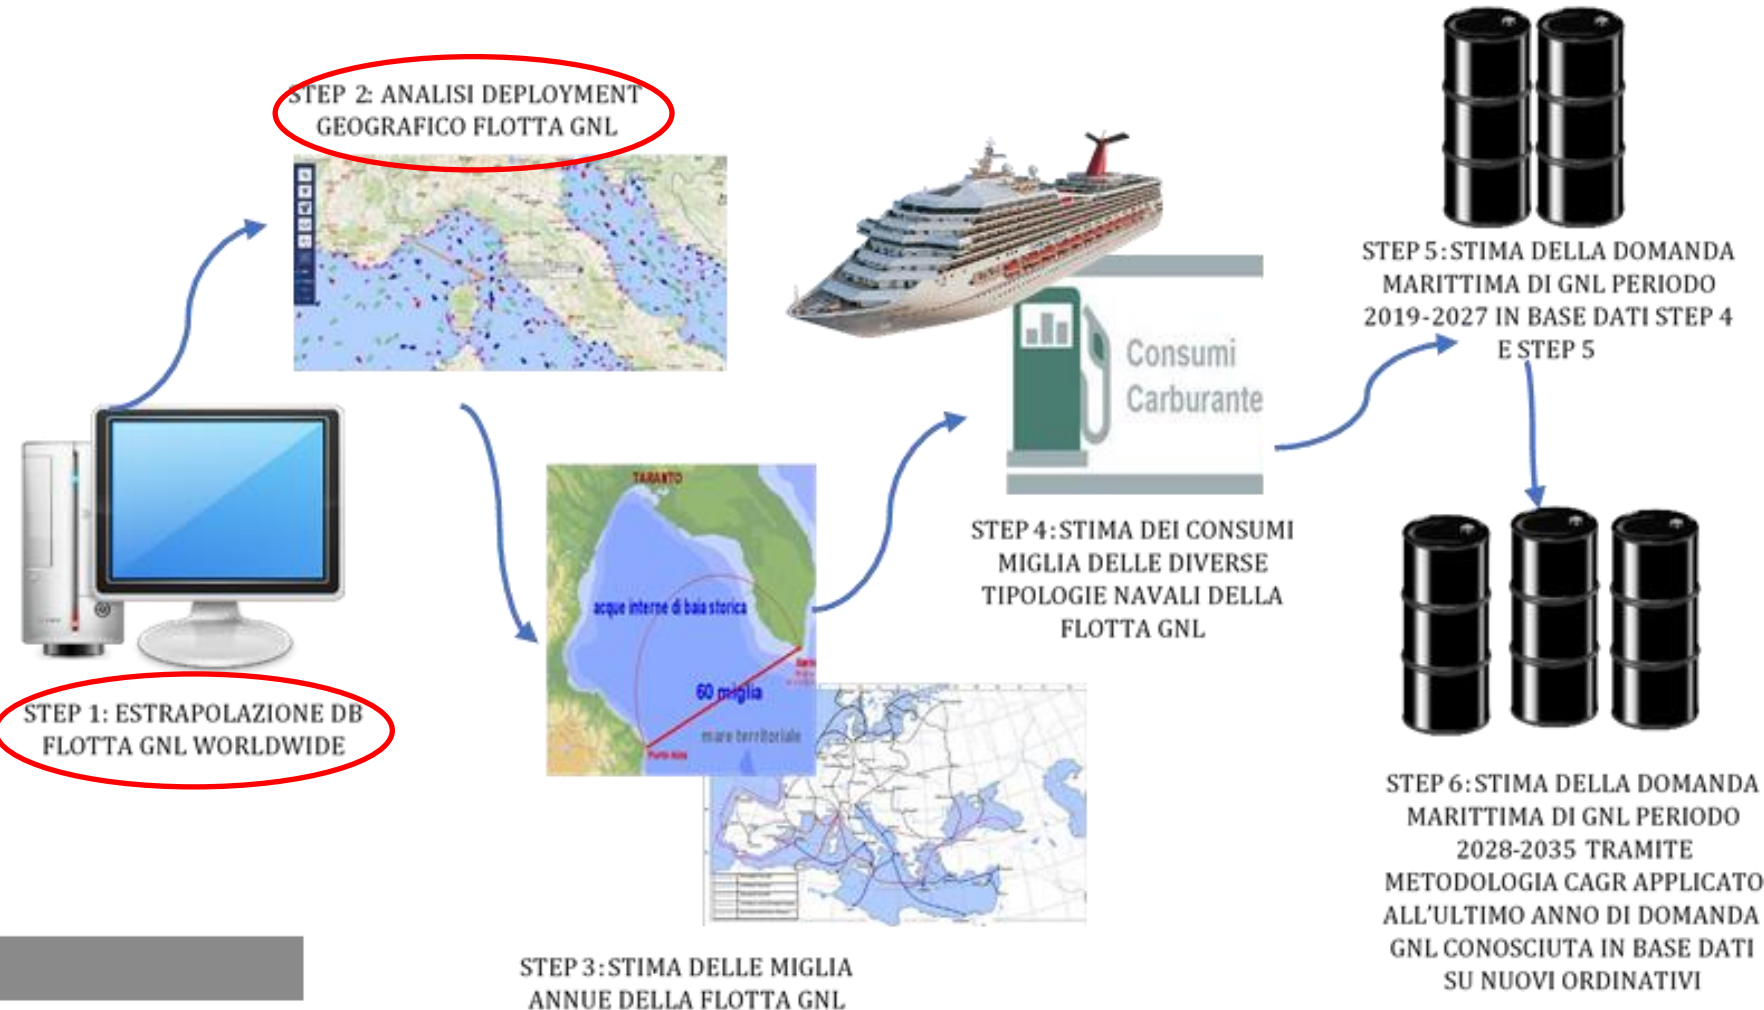 STEP 2: ANALISI DEPLOYMENT
GEOGRAFICO FLOTTA GNL
STEP 1: ESTRAPOLAZIONE DB
FLOTTA GNL WORLDWIDE
TARANTO
acque interne di baia storica
60 miglia
mare territoriale
STEP 3: STIMA DELLE MIGLIA
ANNUE DELLA FLOTTA GNL
Consumi
Carburante
STEP 4: STIMA DEI CONSUMI
MIGLIA DELLE DIVERSE
TIPOLOGIE NAVALI DELLA
FLOTTA GNL
STEP 5: STIMA DELLA DOMANDA
MARITTIMA DI GNL PERIODO
2019-2027 IN BASE DATI STEP 4
E STEP 5
STEP 6: STIMA DELLA DOMANDA
MARITTIMA DI GNL PERIODO
2028-2035 TRAMITE
METODOLOGIA CAGR APPLICATO
ALL'ULTIMO ANNO DI DOMANDA
GNL CONOSCIUTA IN BASE DATI
SU NUOVI ORDINATIVI